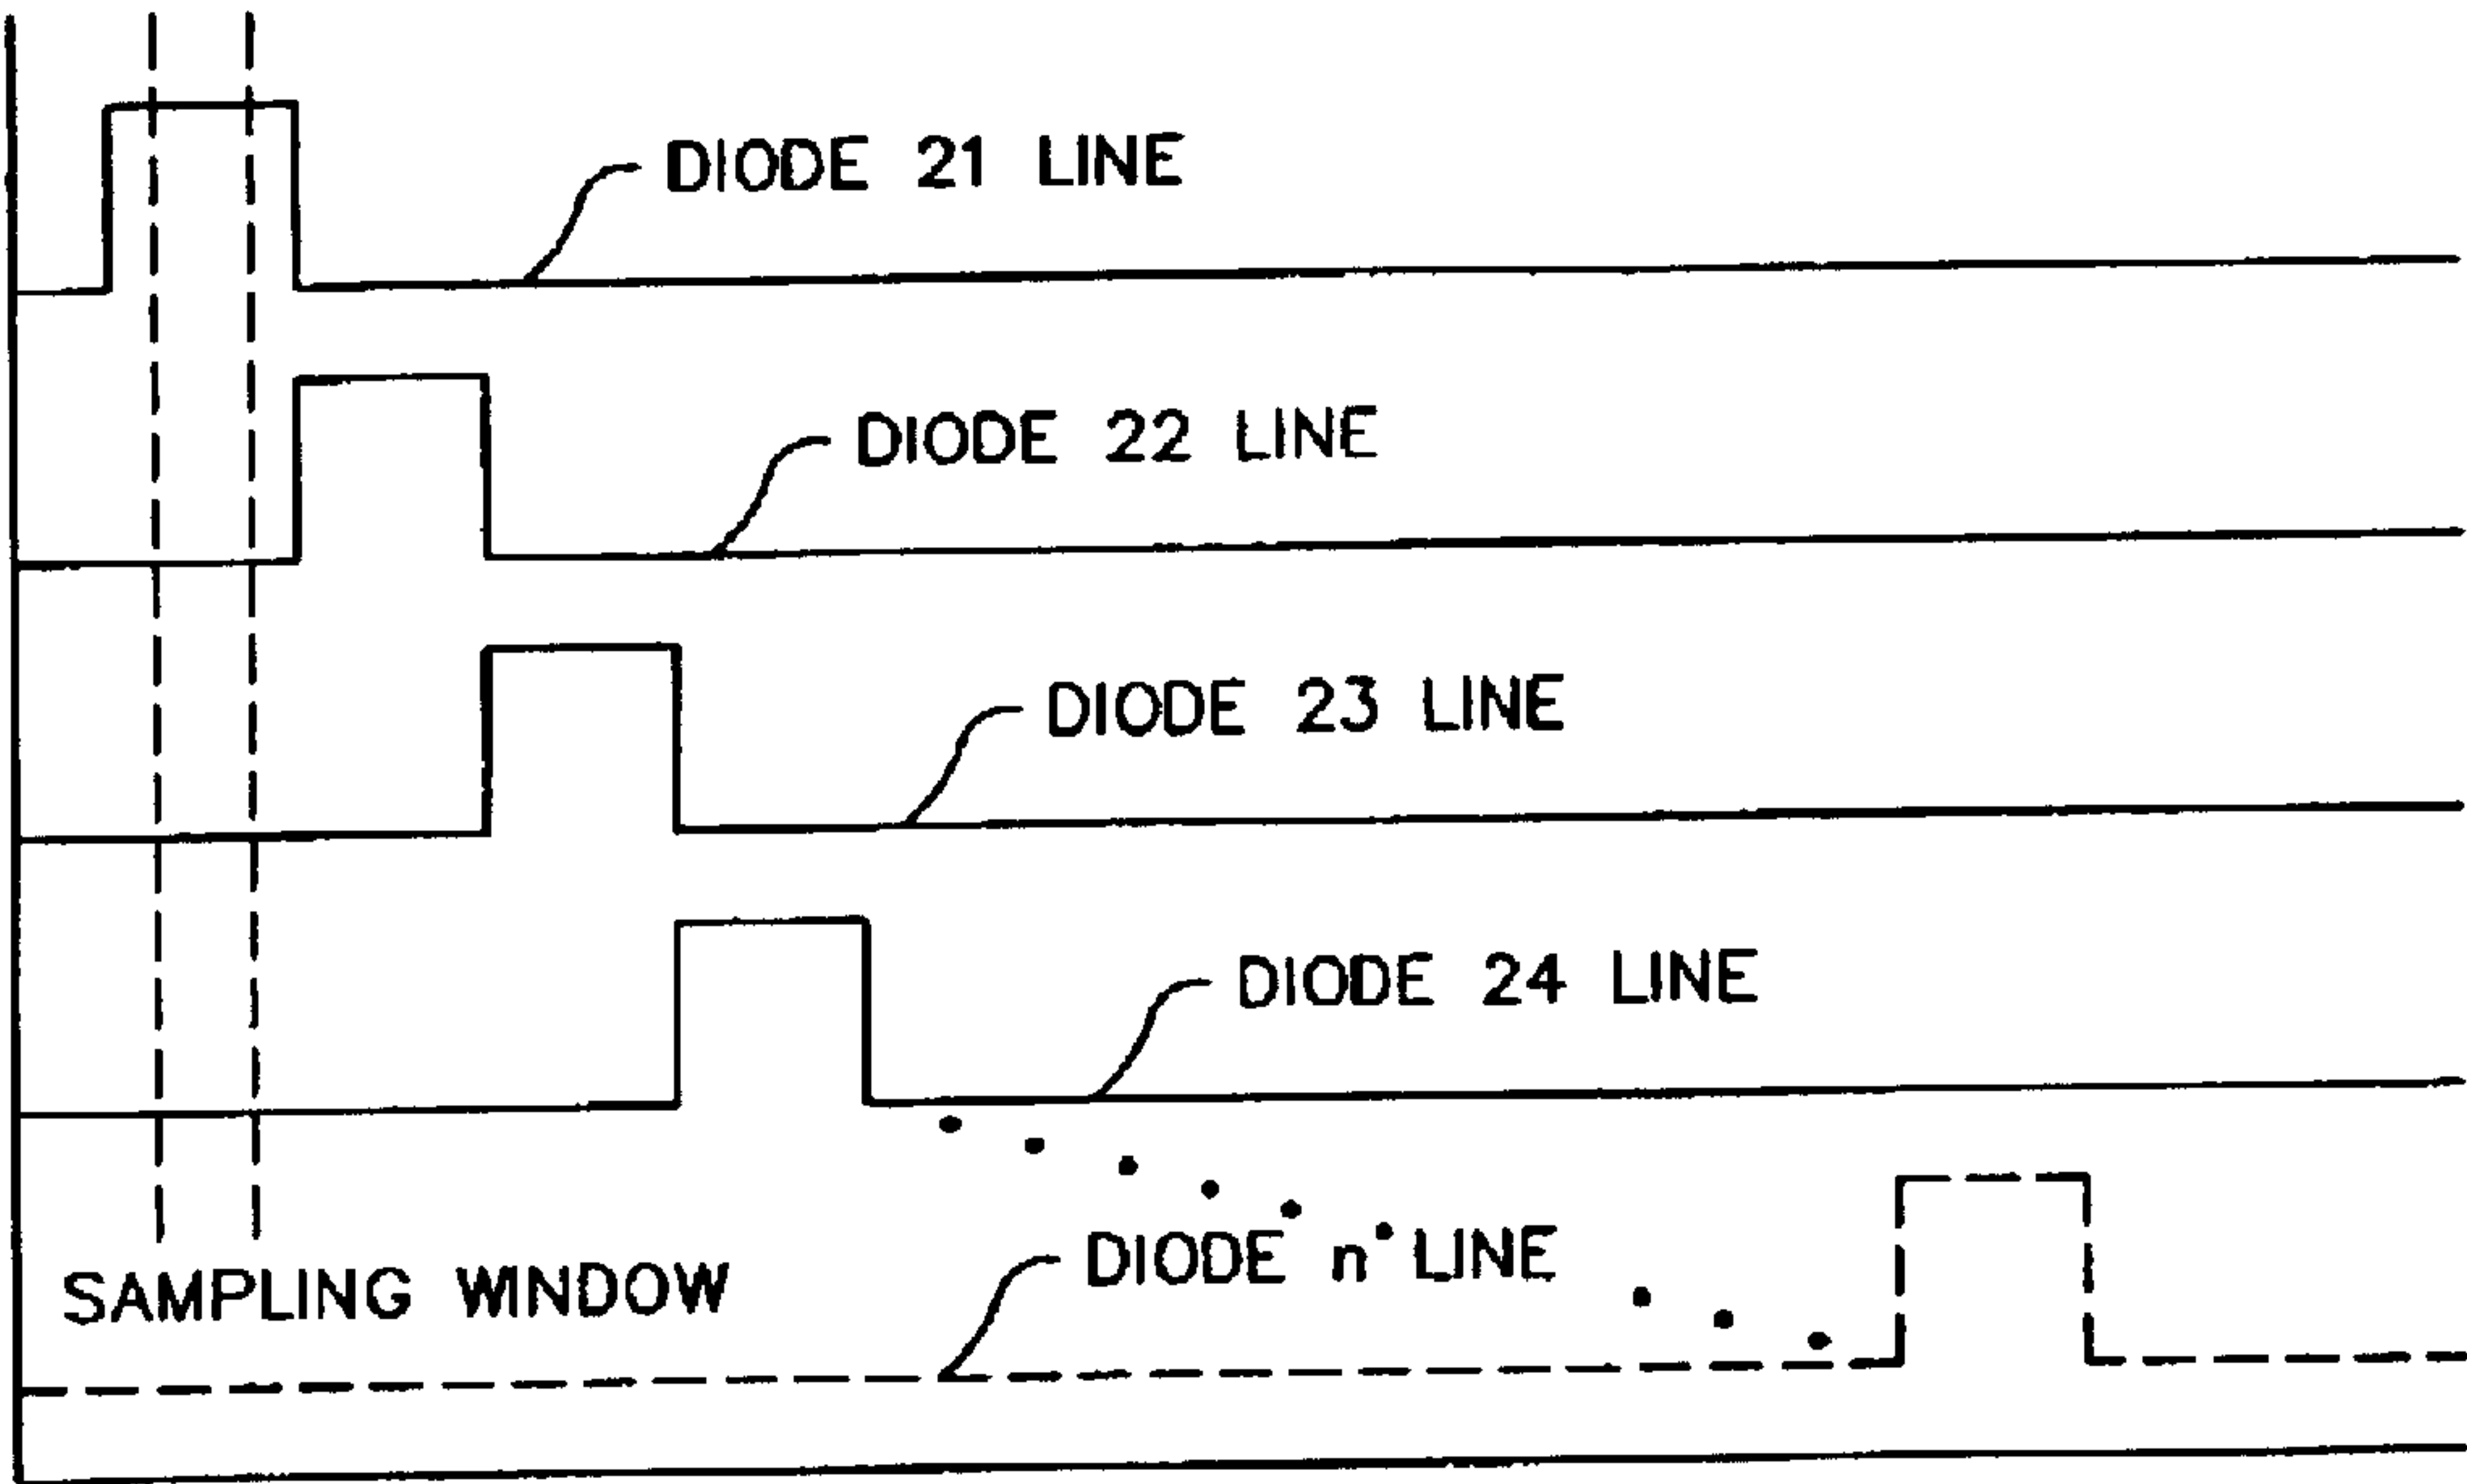 DIODE 21 LINE
DIODE 22 LINE
DIODE 23 LINE
DIODE 24 LINE
DIODE n LINE
SAMPLING WINDOW